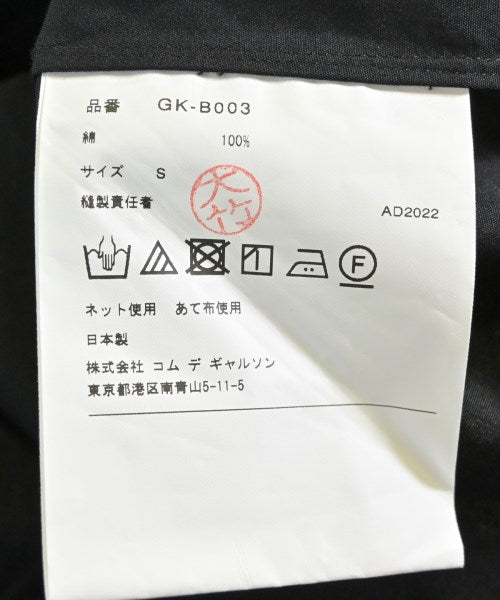 品番 GK-B003
綿 100%
サイズ S
大竹
縫製責任者
AD2022
F
ネット使用 あて布使用
日本製
株式会社 コム デ ギャルソン
東京都港区南青山5-11-5